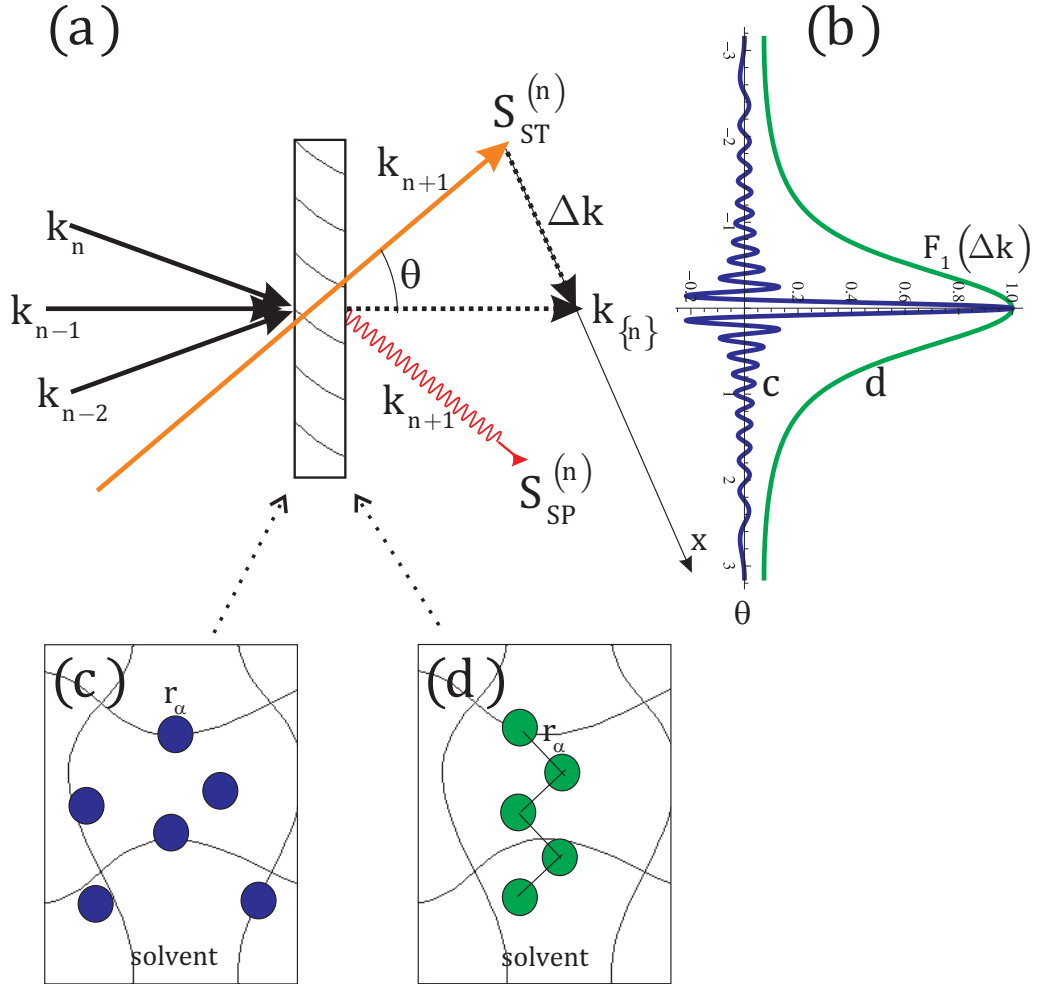 (a)
(b)
S_ST^(n)
k_n+1
Δk
k_n
θ
k_n-1
k_{n}
k_n-2
k_n+1
S_SP^(n)
x
F_1(Δk)
-3
-2
-1
1
2
3
-0.2
0.2
0.4
0.6
0.8
1.0
c
d
θ
(c)
r_α
solvent
(d)
r_α
solvent